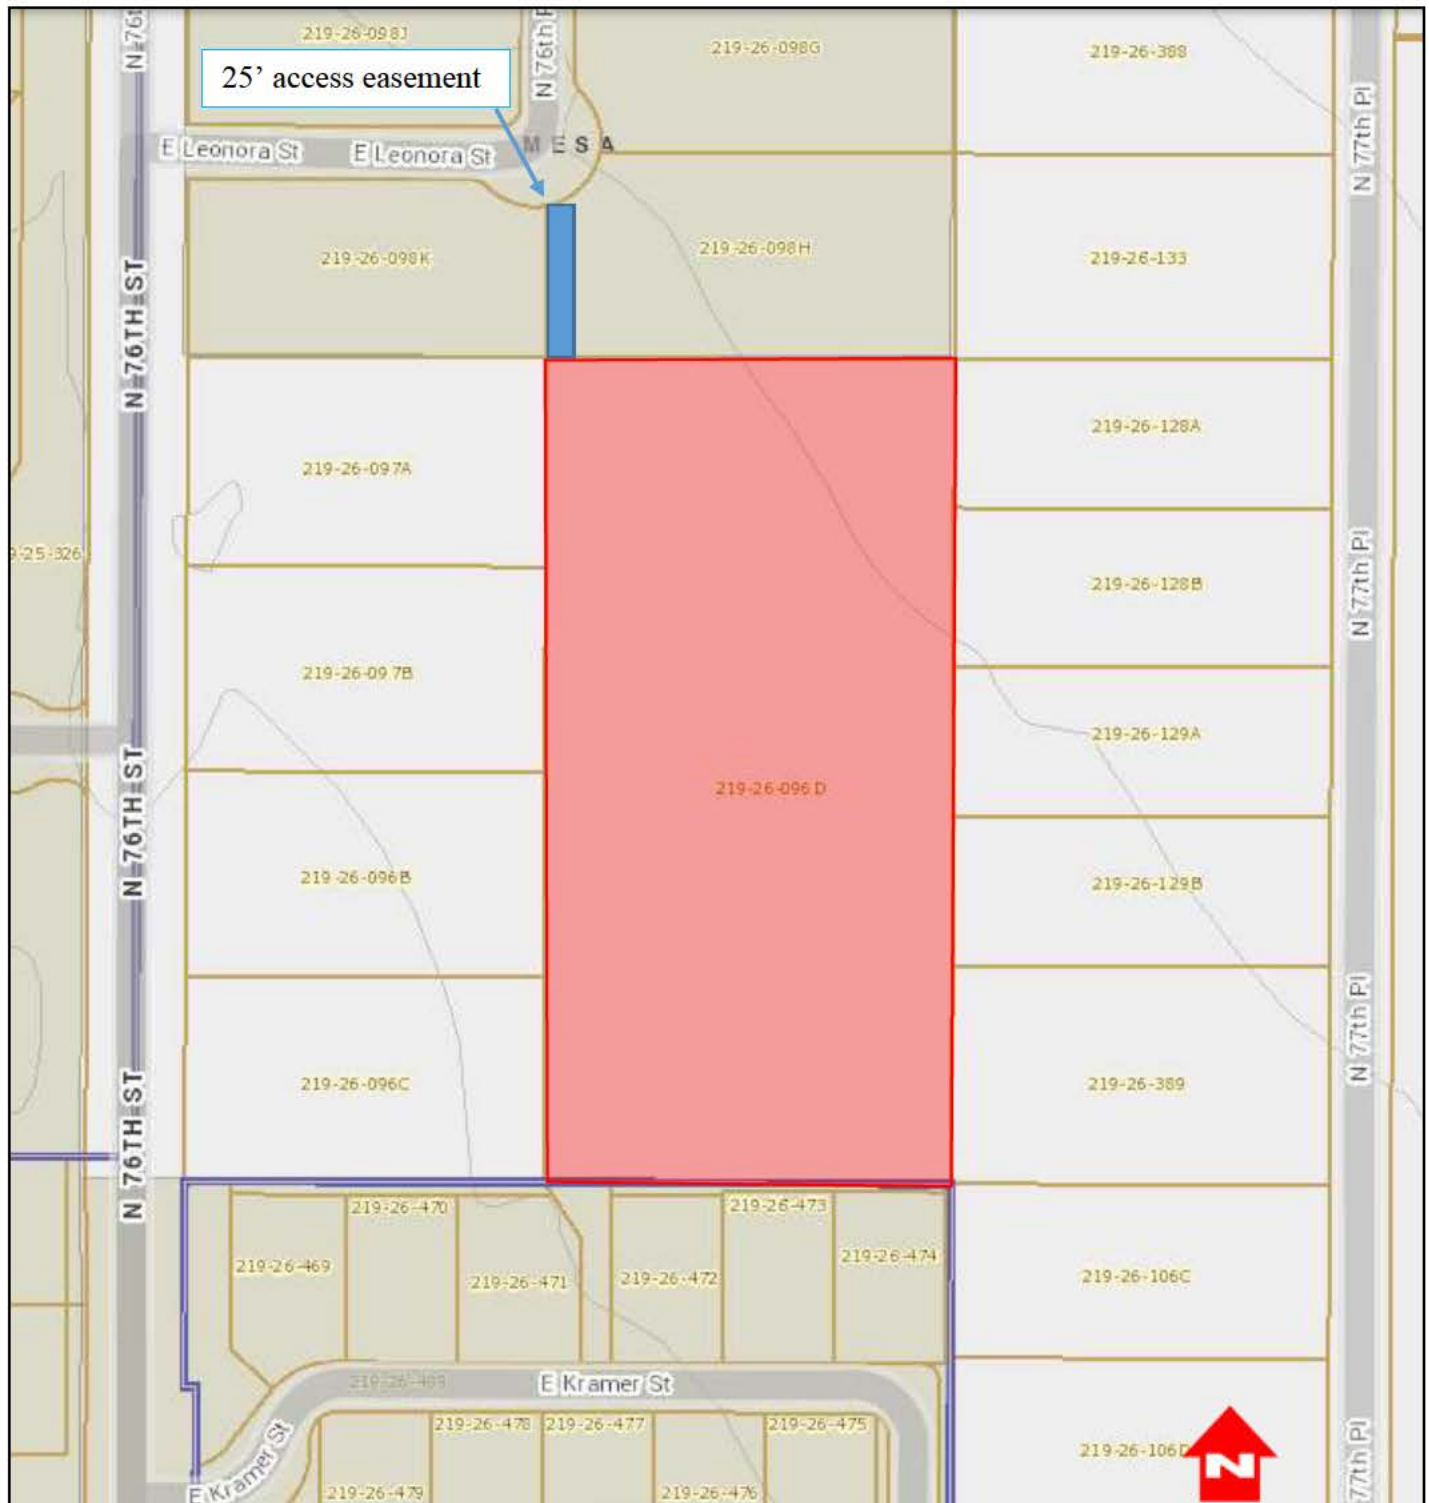 N 76t
219-26-098J
N 76th P
219-26-098G
219-26-388
25’ access easement
N 77th Pl
E Leonora St
E Leonora St
MESA
219-26-098K
219-26-098H
219-26-133
N 76TH ST
219-26-097A
219-26-128A
9-25-326
219-26-128B
N 77th Pl
219-26-097B
219-26-129A
N 76TH ST
219-26-096D
219-26-096B
219-26-129B
219-26-096C
219-26-389
N 77th Pl
N 76TH ST
219-26-470
219-26-473
219-26-469
219-26-471
219-26-472
219-26-474
219-26-106C
219-26-489
E Kramer St
219-26-478
219-26-477
219-26-475
219-26-106D
N
77th Pl
E Kramer St
219-26-479
219-26-476